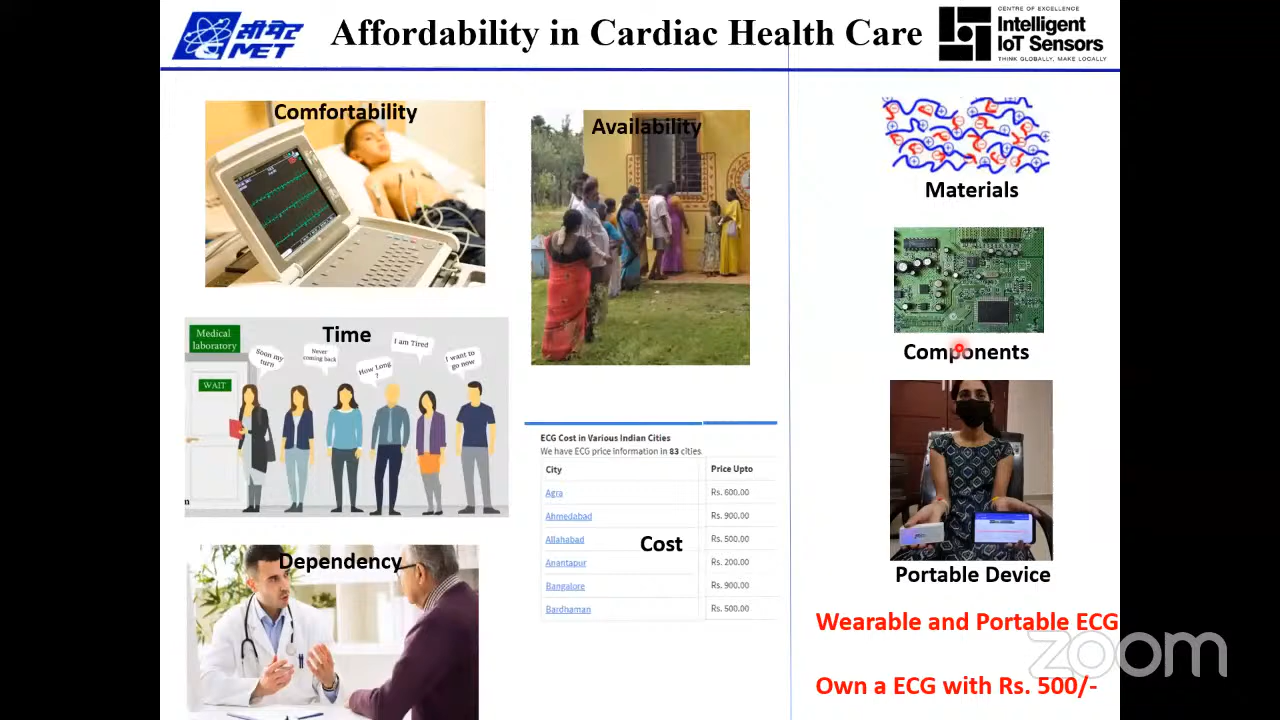 सीमेट
MET
Affordability in Cardiac Health Care
CENTRE OF EXCELLENCE
Intelligent
IoT Sensors
THINK GLOBALLY, MAKE LOCALLY
Comfortability
Availability
Materials
Components
Portable Device
Wearable and Portable ECG
Own a ECG with Rs. 500/-
Time
Medical
laboratory
WAIT
Soon my
turn
Never
coming back
How Long
?
I am Tired
I want to
go now
n
Dependency
ECG Cost in Various Indian Cities
We have ECG price information in 83 cities.
City Price Upto
Agra Rs. 600.00
Ahmedabad Rs. 900.00
Allahabad Rs. 500.00
Anantapur Rs. 200.00
Bangalore Rs. 900.00
Bardhaman Rs. 500.00
Cost
zoom